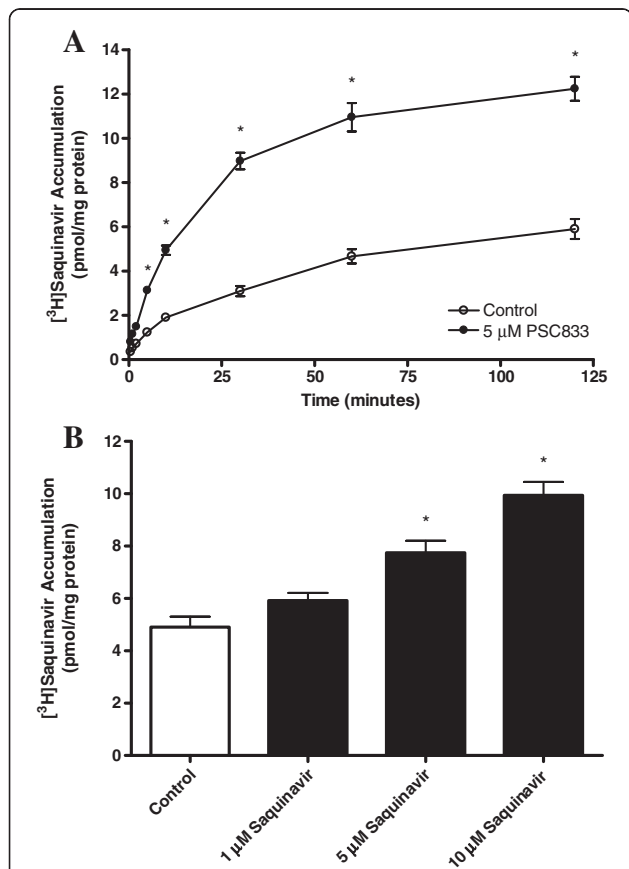 A
14
12
10
8
6
4
2
0
[³H]Saquinavir Accumulation
(pmol/mg protein)
*
*
*
*
*
Control
5 µM PSC833
0
25
50
75
100
125
Time (minutes)
B
12
10
8
6
4
2
0
[³H]Saquinavir Accumulation
(pmol/mg protein)
*
*
Control
1 µM Saquinavir
5 µM Saquinavir
10 µM Saquinavir